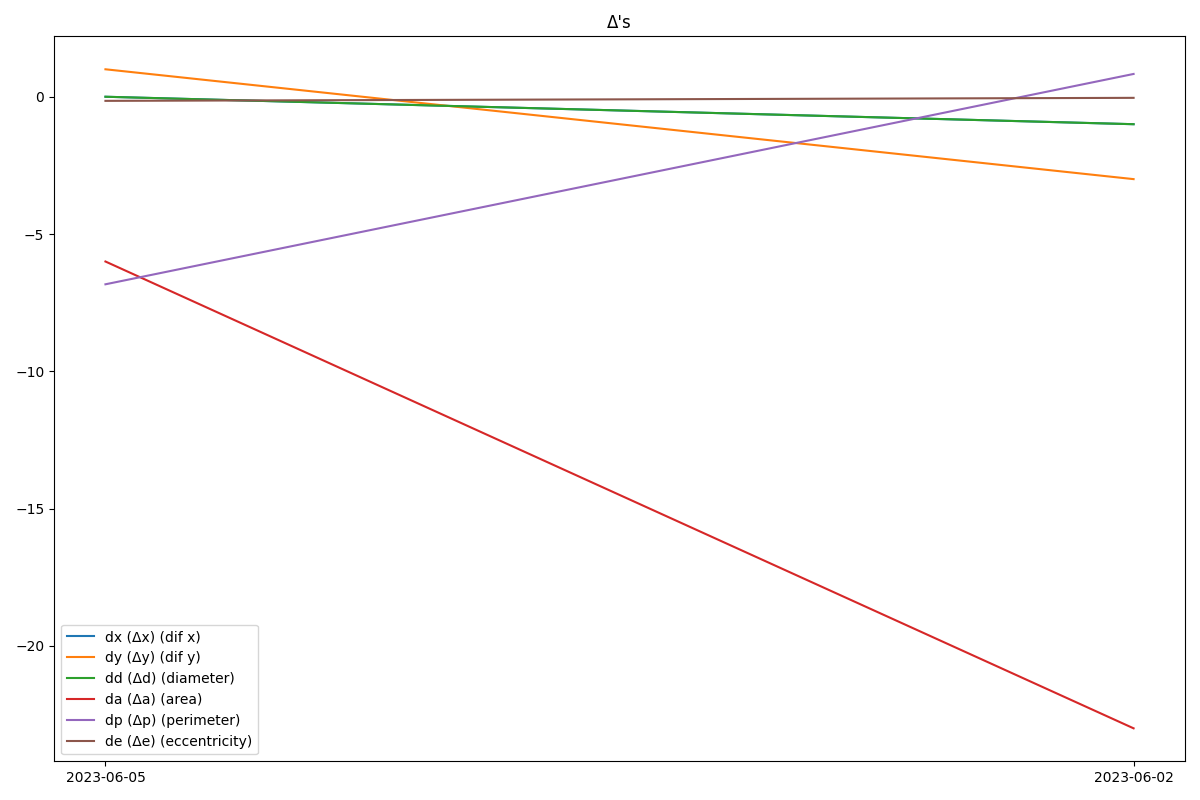 Δ's
0
−5
−10
−15
−20
dx (Δx) (dif x)
dy (Δy) (dif y)
dd (Δd) (diameter)
da (Δa) (area)
dp (Δp) (perimeter)
de (Δe) (eccentricity)
2023-06-05
2023-06-02